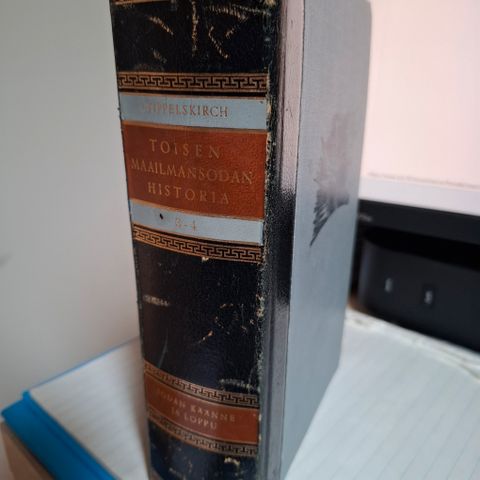 TIPPELSKIRCH
TOISEN
MAAILMANSODAN
HISTORIA
3-4
SODAN KÄÄNNE
JA LOPPU